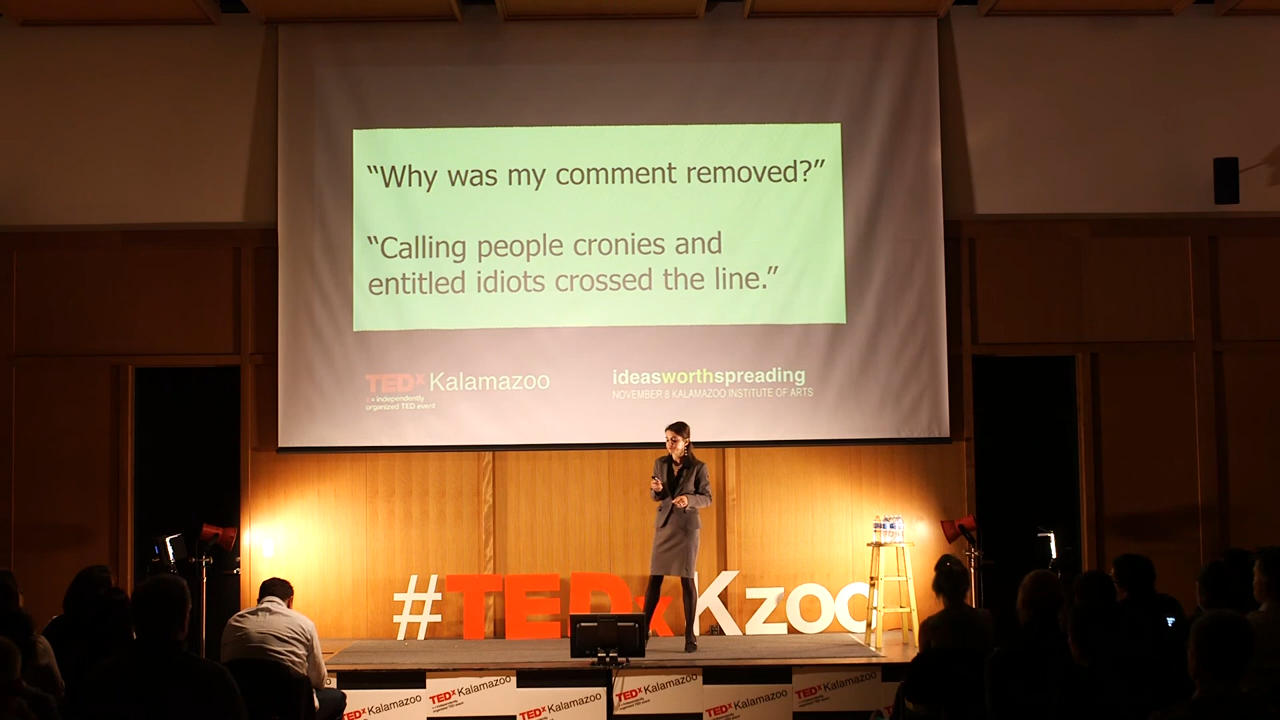 “Why was my comment removed?”
“Calling people cronies and
entitled idiots crossed the line.”
TEDx Kalamazoo
x = independently
organized TED event
ideasworthspreading
NOVEMBER 8 KALAMAZOO INSTITUTE OF ARTS
#TEDxKzoo
TEDx Kalamazoo
TEDx Kalamazoo
TEDx Kalamazoo
TEDx Kalamazoo
TEDx Kalamazoo
TEDx Kalamazoo